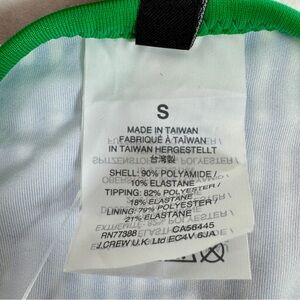 S
MADE IN TAIWAN
FABRIQUÉ À TAÏWAN
IN TAIWAN HERGESTELLT
台灣製
SHELL: 90% POLYAMIDE /
10% ELASTANE
TIPPING: 82% POLYESTER /
18% ELASTANE
LINING: 79% POLYESTER /
21% ELASTANE
RN77388 CA56445
J.CREW U.K. Ltd EC4V 6JA